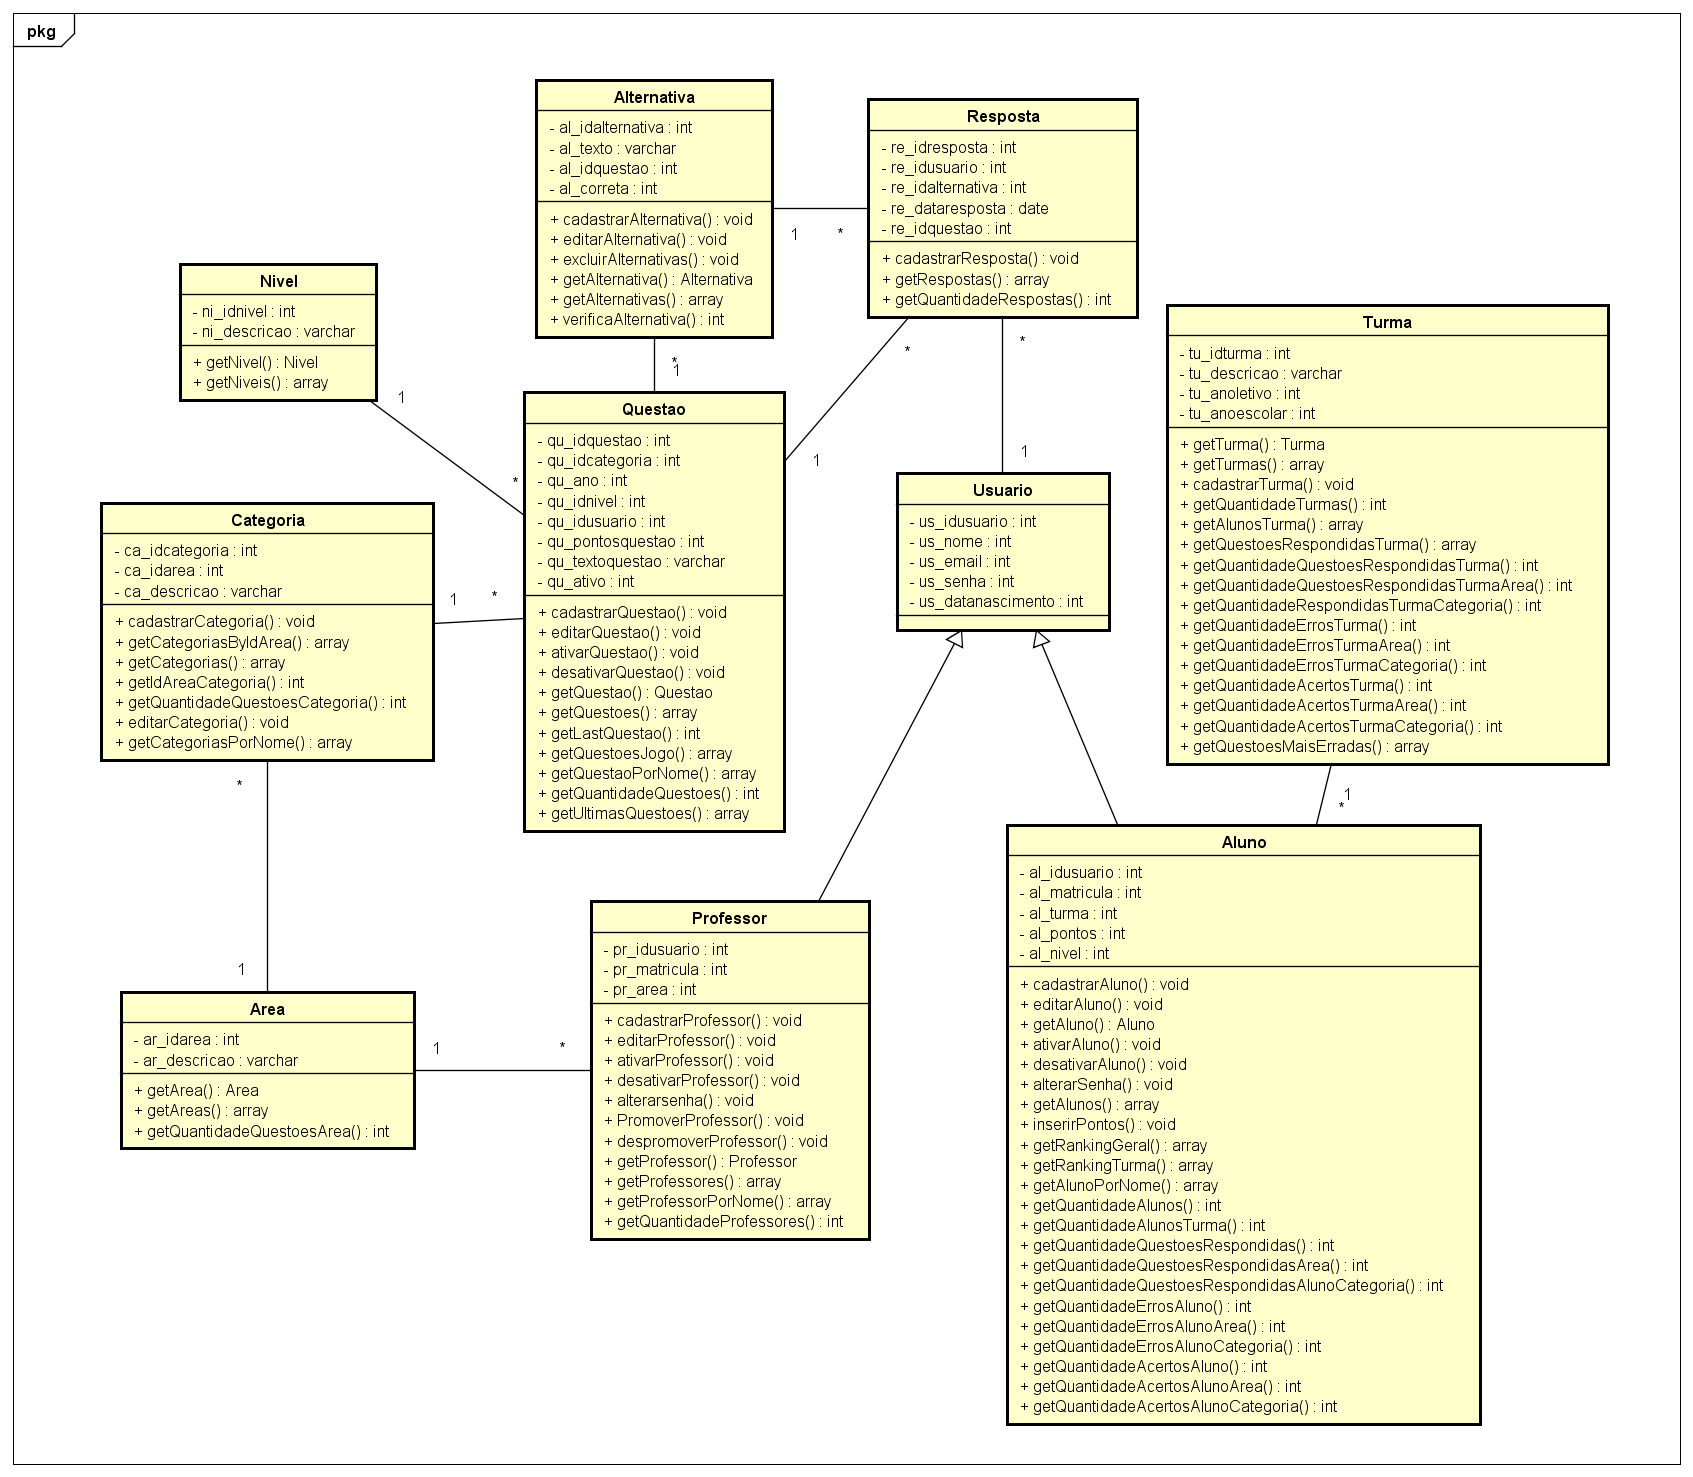 pkg
Alternativa
- al_idalternativa : int
- al_texto : varchar
- al_idquestao : int
- al_correta : int
+ cadastrarAlternativa() : void
+ editarAlternativa() : void
+ excluirAlternativas() : void
+ getAlternativa() : Alternativa
+ getAlternativas() : array
+ verificaAlternativa() : int
1
*
Resposta
- re_idresposta : int
- re_idusuario : int
- re_idalternativa : int
- re_dataresposta : date
- re_idquestao : int
+ cadastrarResposta() : void
+ getRespostas() : array
+ getQuantidadeRespostas() : int
Nivel
- ni_idnivel : int
- ni_descricao : varchar
+ getNivel() : Nivel
+ getNiveis() : array
1
*
*
1
*
1
*
1
Turma
- tu_idturma : int
- tu_descricao : varchar
- tu_anoletivo : int
- tu_anoescolar : int
+ getTurma() : Turma
+ getTurmas() : array
+ cadastrarTurma() : void
+ getQuantidadeTurmas() : int
+ getAlunosTurma() : array
+ getQuestoesRespondidasTurma() : array
+ getQuantidadeQuestoesRespondidasTurma() : int
+ getQuantidadeQuestoesRespondidasTurmaArea() : int
+ getQuantidadeRespondidasTurmaCategoria() : int
+ getQuantidadeErrosTurma() : int
+ getQuantidadeErrosTurmaArea() : int
+ getQuantidadeErrosTurmaCategoria() : int
+ getQuantidadeAcertosTurma() : int
+ getQuantidadeAcertosTurmaArea() : int
+ getQuantidadeAcertosTurmaCategoria() : int
+ getQuestoesMaisErradas() : array
Questao
- qu_idquestao : int
- qu_idcategoria : int
- qu_ano : int
- qu_idnivel : int
- qu_idusuario : int
- qu_pontosquestao : int
- qu_textoquestao : varchar
- qu_ativo : int
+ cadastrarQuestao() : void
+ editarQuestao() : void
+ ativarQuestao() : void
+ desativarQuestao() : void
+ getQuestao() : Questao
+ getQuestoes() : array
+ getLastQuestao() : int
+ getQuestoesJogo() : array
+ getQuestaoPorNome() : array
+ getQuantidadeQuestoes() : int
+ getUltimasQuestoes() : array
Usuario
- us_idusuario : int
- us_nome : int
- us_email : int
- us_senha : int
- us_datanascimento : int
Categoria
- ca_idcategoria : int
- ca_idarea : int
- ca_descricao : varchar
+ cadastrarCategoria() : void
+ getCategoriasByIdArea() : array
+ getCategorias() : array
+ getIdAreaCategoria() : int
+ getQuantidadeQuestoesCategoria() : int
+ editarCategoria() : void
+ getCategoriasPorNome() : array
1
*
*
1
1
*
Aluno
- al_idusuario : int
- al_matricula : int
- al_turma : int
- al_pontos : int
- al_nivel : int
+ cadastrarAluno() : void
+ editarAluno() : void
+ getAluno() : Aluno
+ ativarAluno() : void
+ desativarAluno() : void
+ alterarSenha() : void
+ getAlunos() : array
+ inserirPontos() : void
+ getRankingGeral() : array
+ getRankingTurma() : array
+ getAlunoPorNome() : array
+ getQuantidadeAlunos() : int
+ getQuantidadeAlunosTurma() : int
+ getQuantidadeQuestoesRespondidas() : int
+ getQuantidadeQuestoesRespondidasArea() : int
+ getQuantidadeQuestoesRespondidasAlunoCategoria() : int
+ getQuantidadeErrosAluno() : int
+ getQuantidadeErrosAlunoArea() : int
+ getQuantidadeErrosAlunoCategoria() : int
+ getQuantidadeAcertosAluno() : int
+ getQuantidadeAcertosAlunoArea() : int
+ getQuantidadeAcertosAlunoCategoria() : int
Professor
- pr_idusuario : int
- pr_matricula : int
- pr_area : int
+ cadastrarProfessor() : void
+ editarProfessor() : void
+ ativarProfessor() : void
+ desativarProfessor() : void
+ alterarsenha() : void
+ PromoverProfessor() : void
+ despromoverProfessor() : void
+ getProfessor() : Professor
+ getProfessores() : array
+ getProfessorPorNome() : array
+ getQuantidadeProfessores() : int
Area
- ar_idarea : int
- ar_descricao : varchar
+ getArea() : Area
+ getAreas() : array
+ getQuantidadeQuestoesArea() : int
1
*